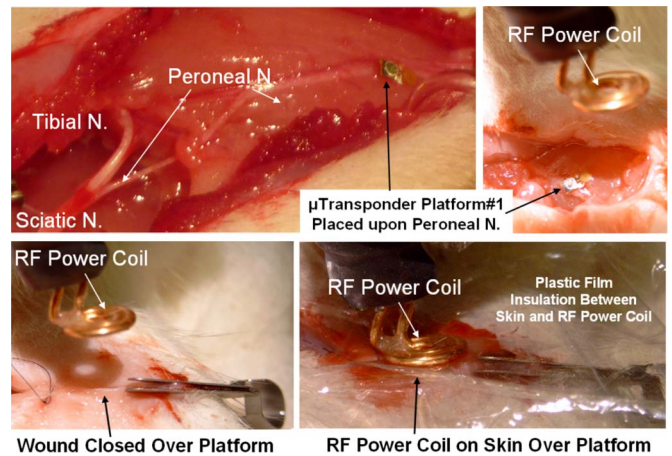 Peroneal N.
Tibial N.
Sciatic N.
RF Power Coil
µTransponder Platform#1
Placed upon Peroneal N.
RF Power Coil
Wound Closed Over Platform
RF Power Coil
Plastic Film
Insulation Between
Skin and RF Power Coil
RF Power Coil on Skin Over Platform